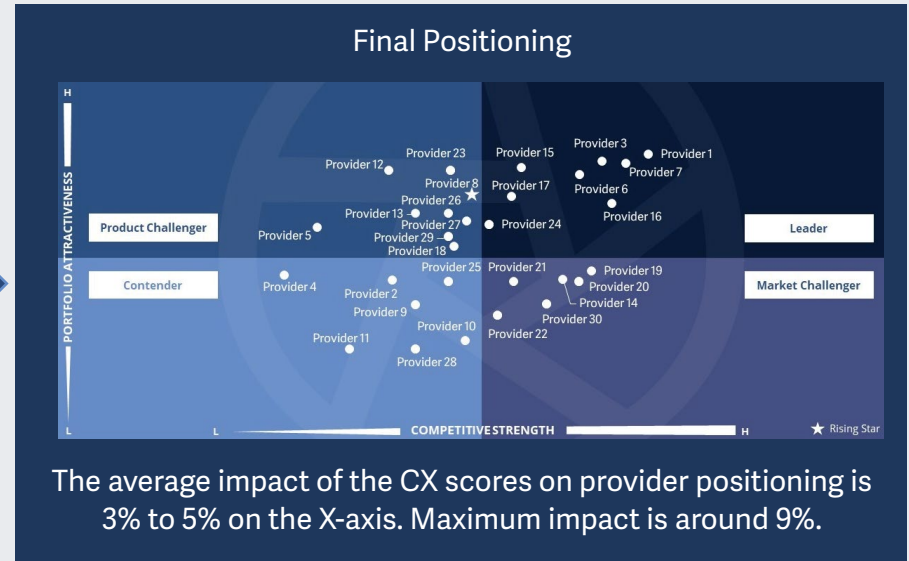 Final Positioning
H
PORTFOLIO ATTRACTIVENESS
L
Product Challenger
Leader
Contender
Market Challenger
Provider 12
Provider 23
Provider 15
Provider 3
Provider 1
Provider 7
Provider 8
Provider 17
Provider 6
Provider 26
Provider 13
Provider 16
Provider 27
Provider 24
Provider 5
Provider 29
Provider 18
Provider 25
Provider 21
Provider 19
Provider 4
Provider 2
Provider 20
Provider 14
Provider 9
Provider 30
Provider 10
Provider 22
Provider 11
Provider 28
L
COMPETITIVE STRENGTH
H
Rising Star
The average impact of the CX scores on provider positioning is
3% to 5% on the X-axis. Maximum impact is around 9%.